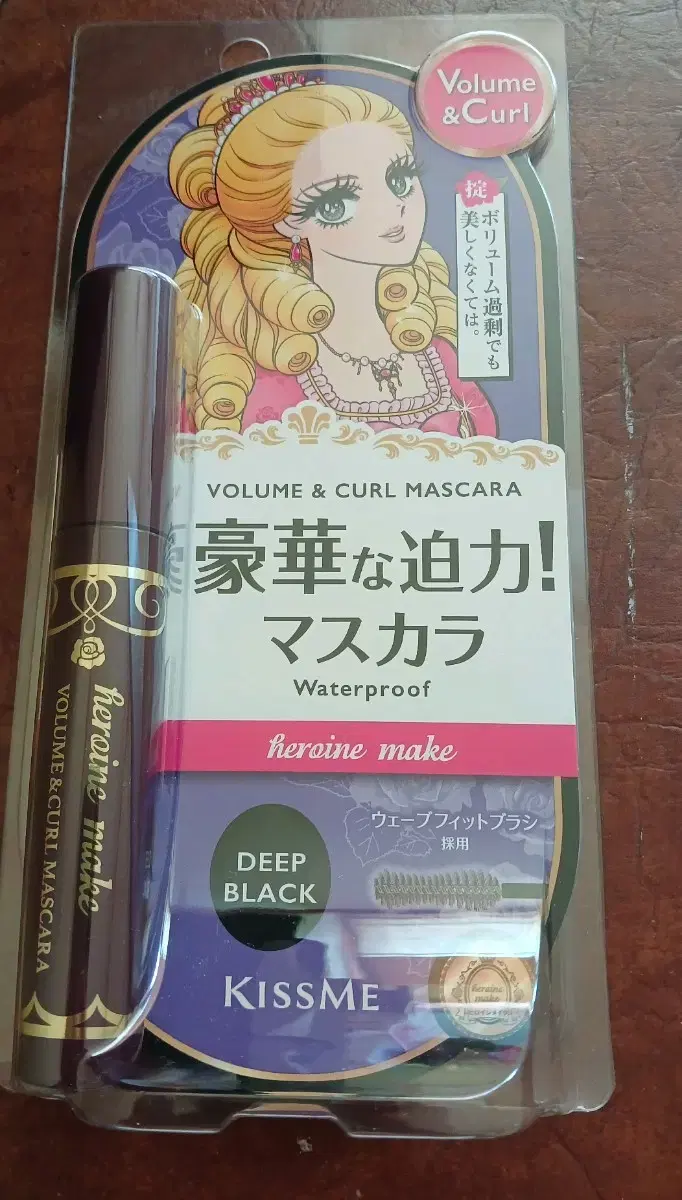 Volume
&Curl
掟
ボリューム過剰でも
美しくなくては。
VOLUME & CURL MASCARA
豪華な迫力!
マスカラ
Waterproof
heroine make
heroine make
VOLUME&CURL MASCARA
ウェーブフィットブラシ
採用
DEEP
BLACK
KISSME
heroine
make